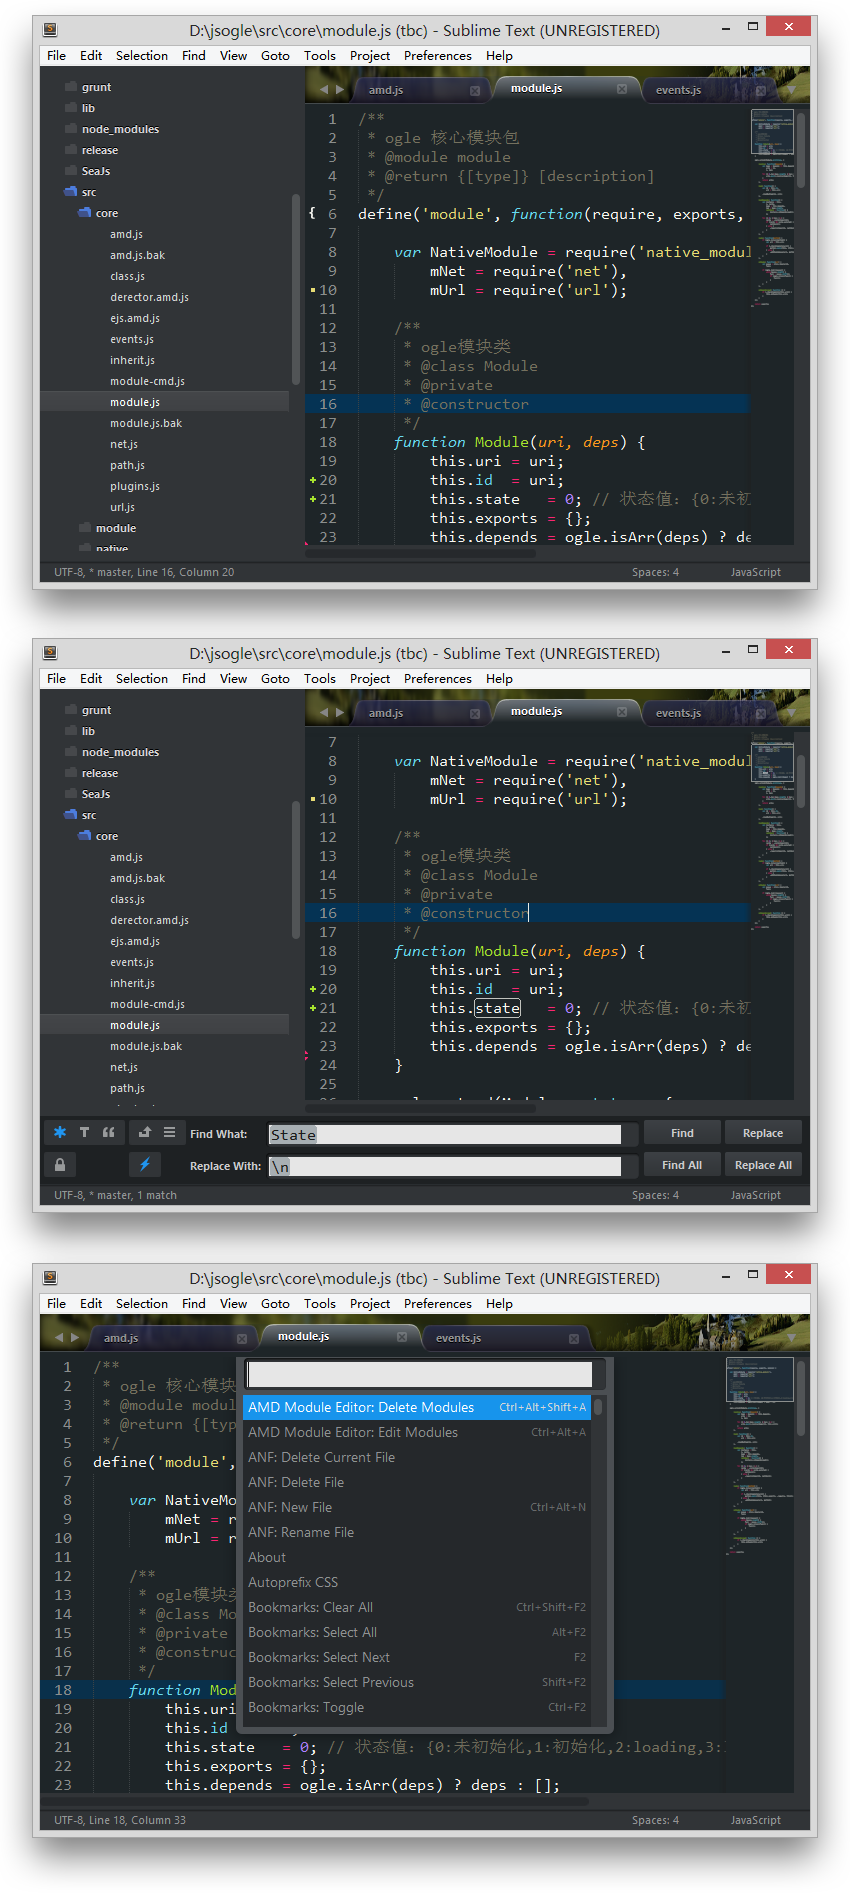 D:\jsogle\src\core\module.js (tbc) - Sublime Text (UNREGISTERED)
File Edit Selection Find View Goto Tools Project Preferences Help
grunt
lib
node_modules
release
SeaJs
src
core
amd.js
amd.js.bak
class.js
derector.amd.js
ejs.amd.js
events.js
inherit.js
module-cmd.js
module.js
module.js.bak
net.js
path.js
plugins.js
url.js
module
native
amd.js module.js events.js
1 /**
2 * ogle 核心模块包
3 * @module module
4 * @return {[type]} [description]
5 */
{ 6 define('module', function(require, exports,
7
8 var NativeModule = require('native_modul
9 mNet = require('net'),
10 mUrl = require('url');
11
12 /**
13 * ogle模块类
14 * @class Module
15 * @private
16 * @constructor
17 */
18 function Module(uri, deps) {
19 this.uri = uri;
+20 this.id = uri;
+21 this.state = 0; // 状态值: {0:未初
22 this.exports = {};
23 this.depends = ogle.isArr(deps) ? de
UTF-8, * master, Line 16, Column 20 Spaces: 4 JavaScript
D:\jsogle\src\core\module.js (tbc) - Sublime Text (UNREGISTERED)
File Edit Selection Find View Goto Tools Project Preferences Help
grunt
lib
node_modules
release
SeaJs
src
core
amd.js
amd.js.bak
class.js
derector.amd.js
ejs.amd.js
events.js
inherit.js
module-cmd.js
module.js
module.js.bak
net.js
path.js
amd.js module.js events.js
7
8 var NativeModule = require('native_modul
9 mNet = require('net'),
10 mUrl = require('url');
11
12 /**
13 * ogle模块类
14 * @class Module
15 * @private
16 * @constructor
17 */
18 function Module(uri, deps) {
19 this.uri = uri;
+20 this.id = uri;
+21 this.state = 0; // 状态值: {0:未初
22 this.exports = {};
23 this.depends = ogle.isArr(deps) ? de
24 }
25
Find What: State Find Replace
Replace With: \n Find All Replace All
UTF-8, * master, 1 match Spaces: 4 JavaScript
D:\jsogle\src\core\module.js (tbc) - Sublime Text (UNREGISTERED)
File Edit Selection Find View Goto Tools Project Preferences Help
amd.js module.js events.js
1 /**
2 * ogle 核心模块
3 * @module modul
4 * @return {[typ
5 */
6 define('module',
7
8 var NativeMo
9 mNet = r
10 mUrl = r
11
12 /**
13 * ogle模块类
14 * @class Mo
15 * @private
16 * @construc
17 */
18 function Mod
19 this.uri
20 this.id
21 this.state = 0; // 状态值: {0:未初始化,1:初始化,2:loading,3:
22 this.exports = {};
23 this.depends = ogle.isArr(deps) ? deps : [];
AMD Module Editor: Delete Modules Ctrl+Alt+Shift+A
AMD Module Editor: Edit Modules Ctrl+Alt+A
ANF: Delete Current File
ANF: Delete File
ANF: New File Ctrl+Alt+N
ANF: Rename File
About
Autoprefix CSS
Bookmarks: Clear All Ctrl+Shift+F2
Bookmarks: Select All Alt+F2
Bookmarks: Select Next F2
Bookmarks: Select Previous Shift+F2
Bookmarks: Toggle Ctrl+F2
UTF-8, Line 18, Column 33 Spaces: 4 JavaScript